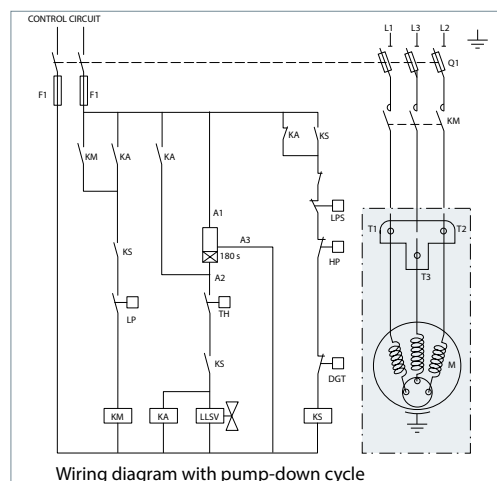 CONTROL CIRCUIT
L1 L3 L2
Q1
F1 F1
KM
KA KS
KM KA KA
LPS
A1
T1 T2
A3
KS
HP
180 s
T3
A2
LP TH
KS
M
DGT
KM KA LLSV KS
Wiring diagram with pump-down cycle